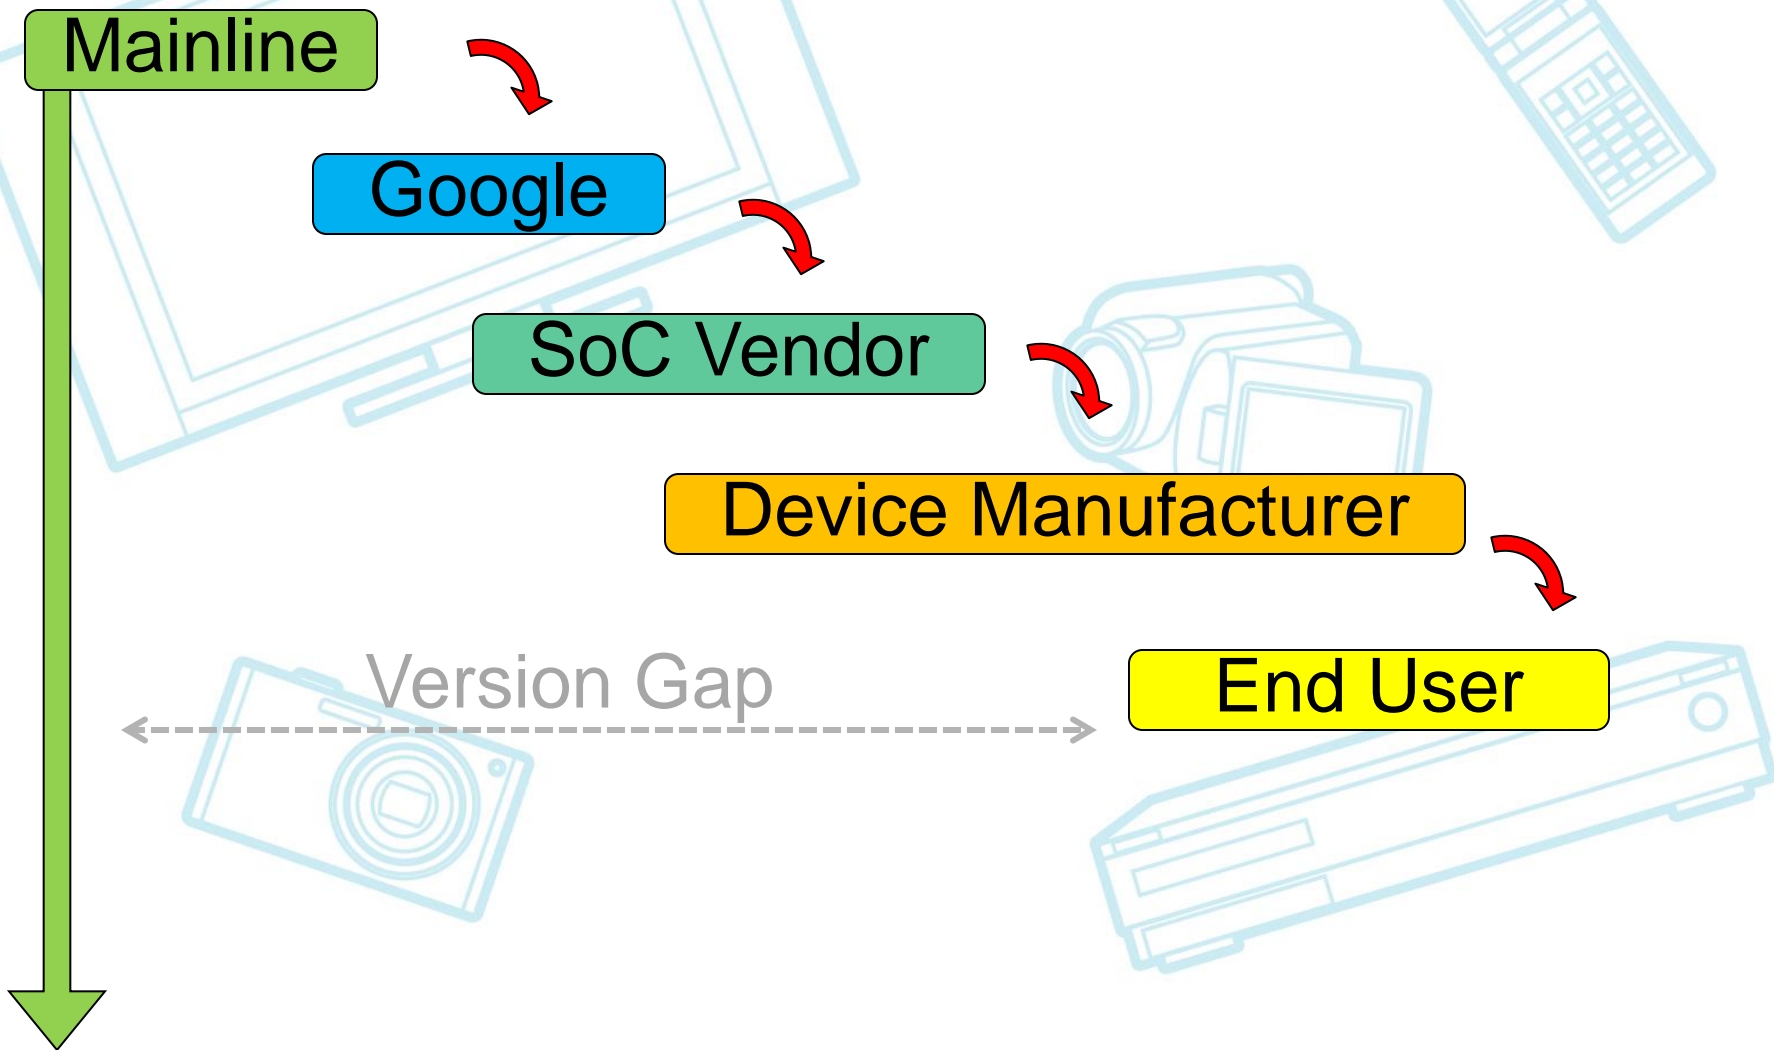 Mainline
Google
SoC Vendor
Device Manufacturer
Version Gap
End User